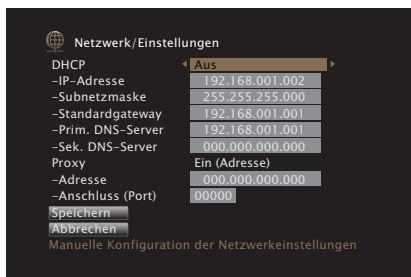 Netzwerk/Einstellungen
DHCP Aus
-IP-Adresse 192.168.001.002
-Subnetzmaske 255.255.255.000
-Standardgateway 192.168.001.001
-Prim. DNS-Server 192.168.001.001
-Sek. DNS-Server 000.000.000.000
Proxy Ein (Adresse)
-Adresse 000.000.000.000
-Anschluss (Port) 00000
Speichern
Abbrechen
Manuelle Konfiguration der Netzwerkeinstellungen